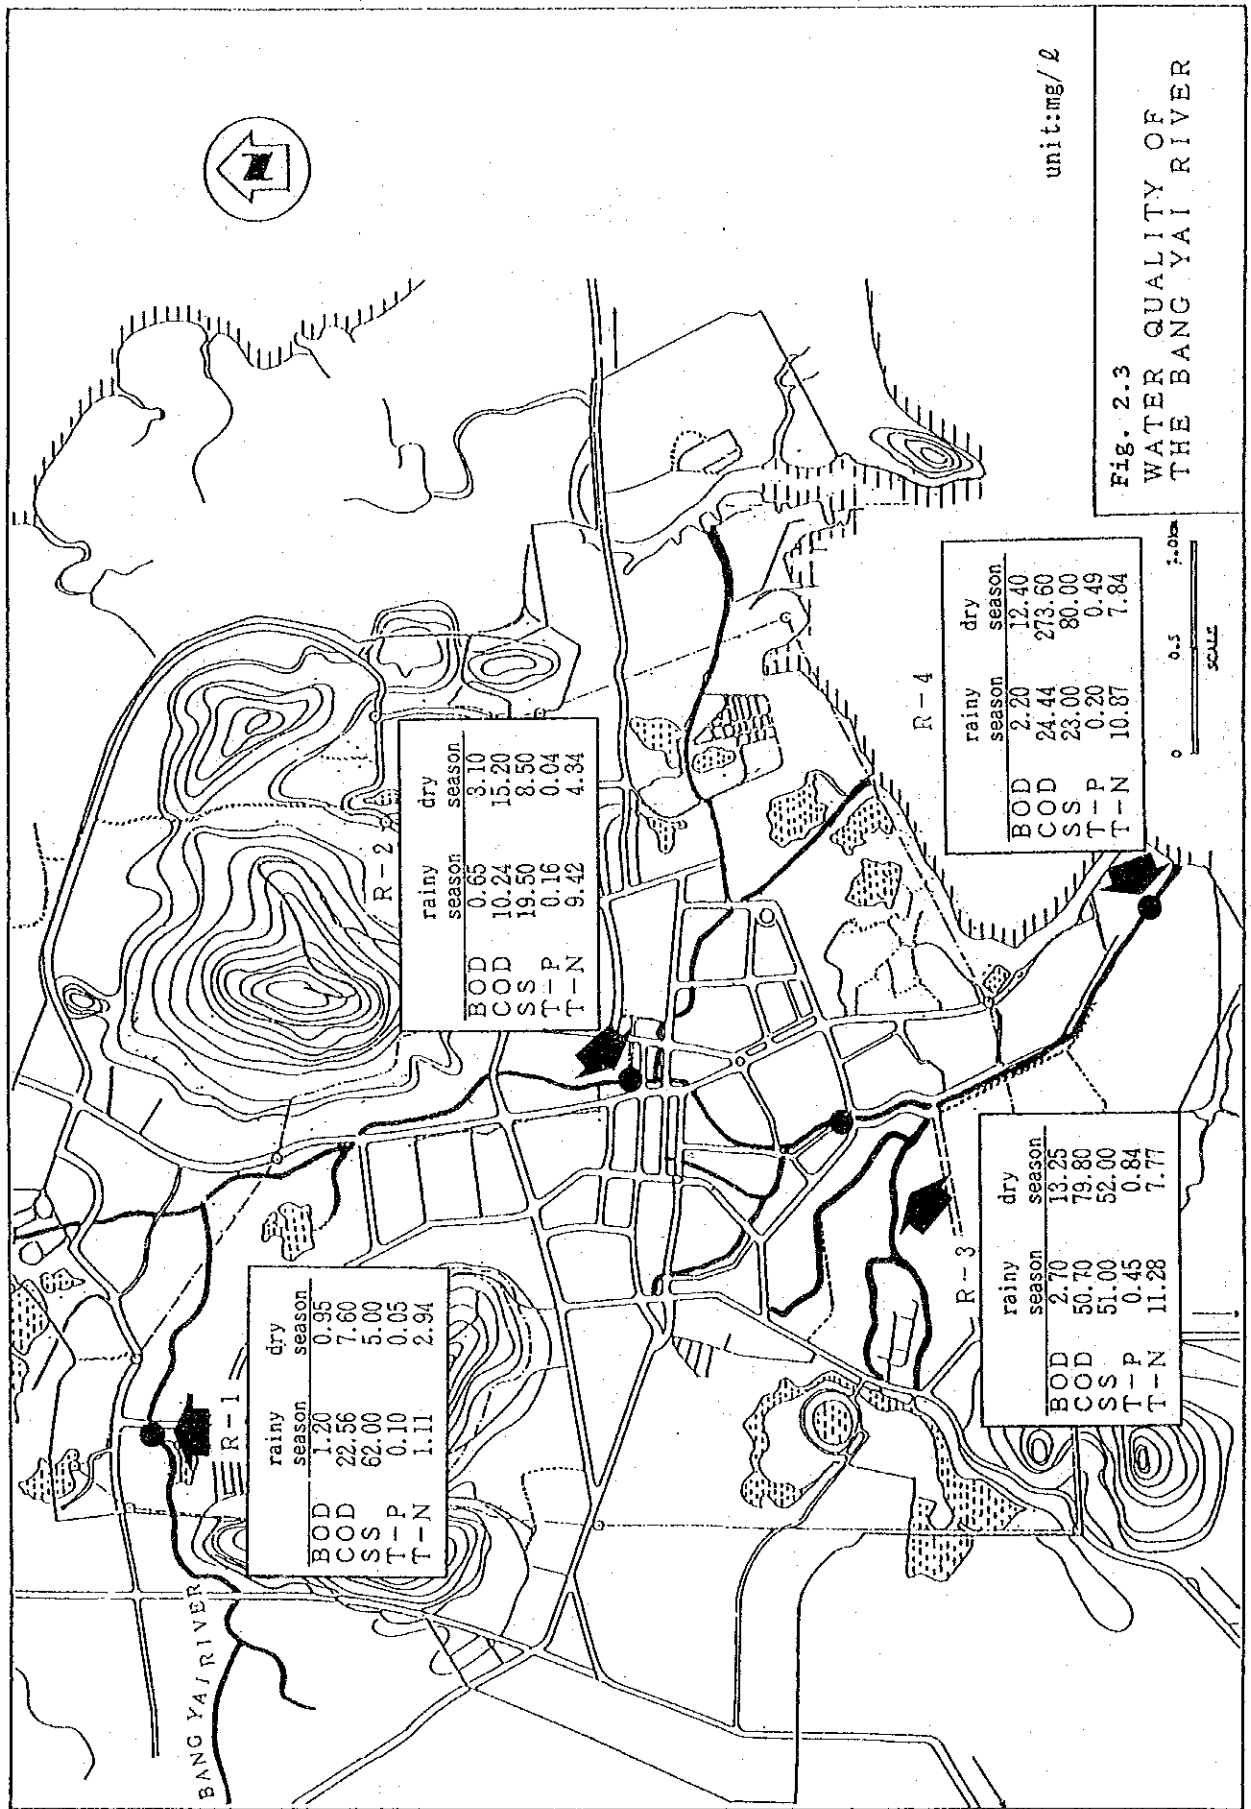 BANG YAI RIVER
R-1
rainy dry
season season
BOD 1.20 0.95
COD 22.56 7.60
SS 62.00 5.00
T-P 0.10 0.05
T-N 1.11 2.94
R-2
rainy dry
season season
BOD 0.65 3.10
COD 10.24 15.20
SS 19.50 8.50
T-P 0.16 0.04
T-N 9.42 4.34
N
R-3
rainy dry
season season
BOD 2.70 13.25
COD 50.70 79.80
SS 51.00 52.00
T-P 0.45 0.84
T-N 11.28 7.77
R-4
rainy dry
season season
BOD 2.20 12.40
COD 24.44 273.60
SS 23.00 80.00
T-P 0.20 0.49
T-N 10.87 7.84
0 0.5 1.0km
SCALE
unit:mg/ℓ
Fig. 2.3
WATER QUALITY OF
THE BANG YAI RIVER